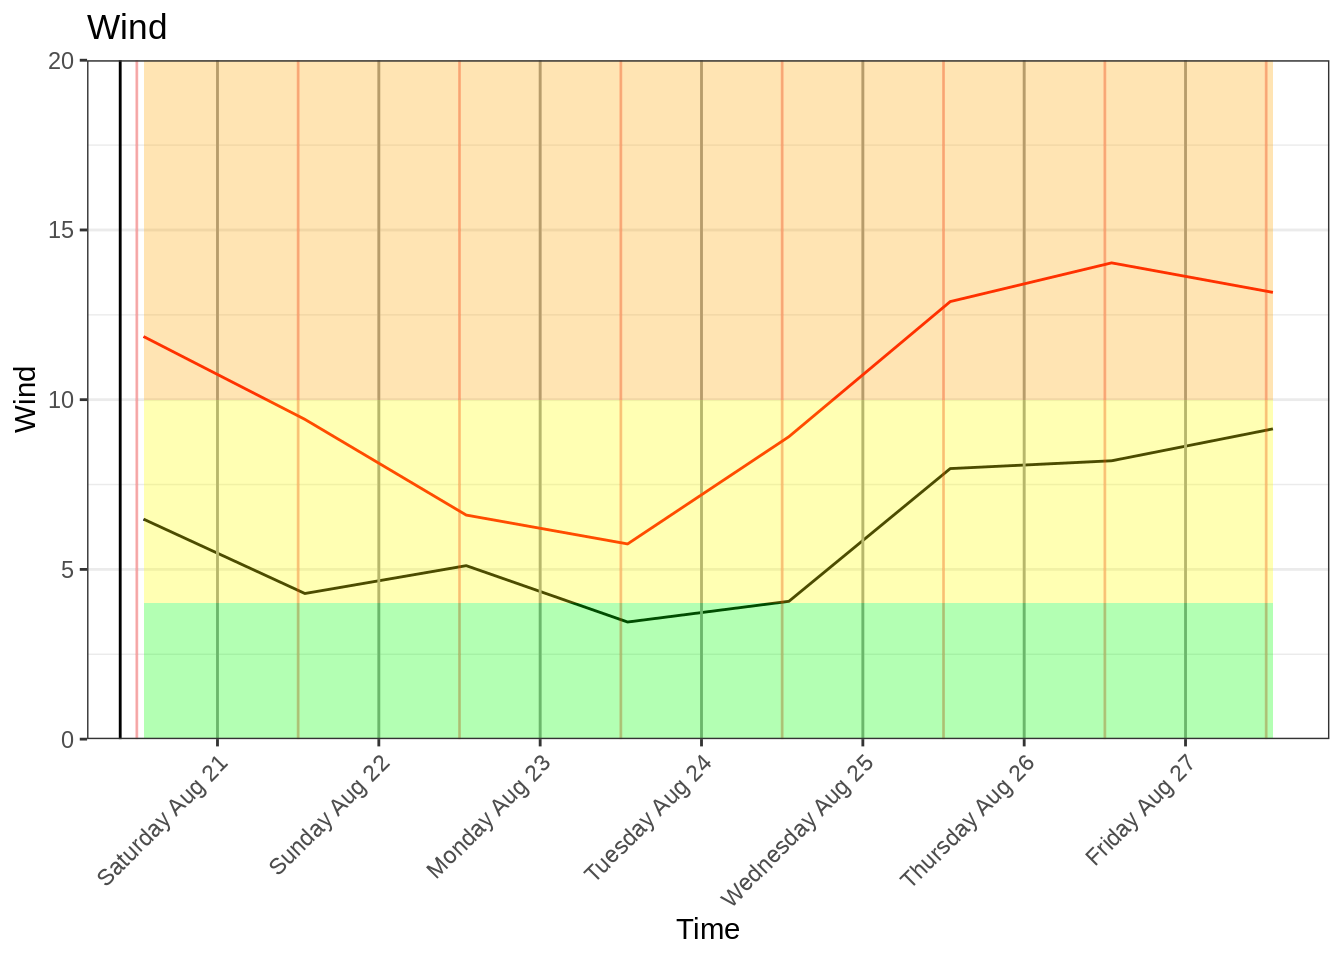 Wind
20
15
10
5
0
Wind
Saturday Aug 21
Sunday Aug 22
Monday Aug 23
Tuesday Aug 24
Wednesday Aug 25
Thursday Aug 26
Friday Aug 27
Time